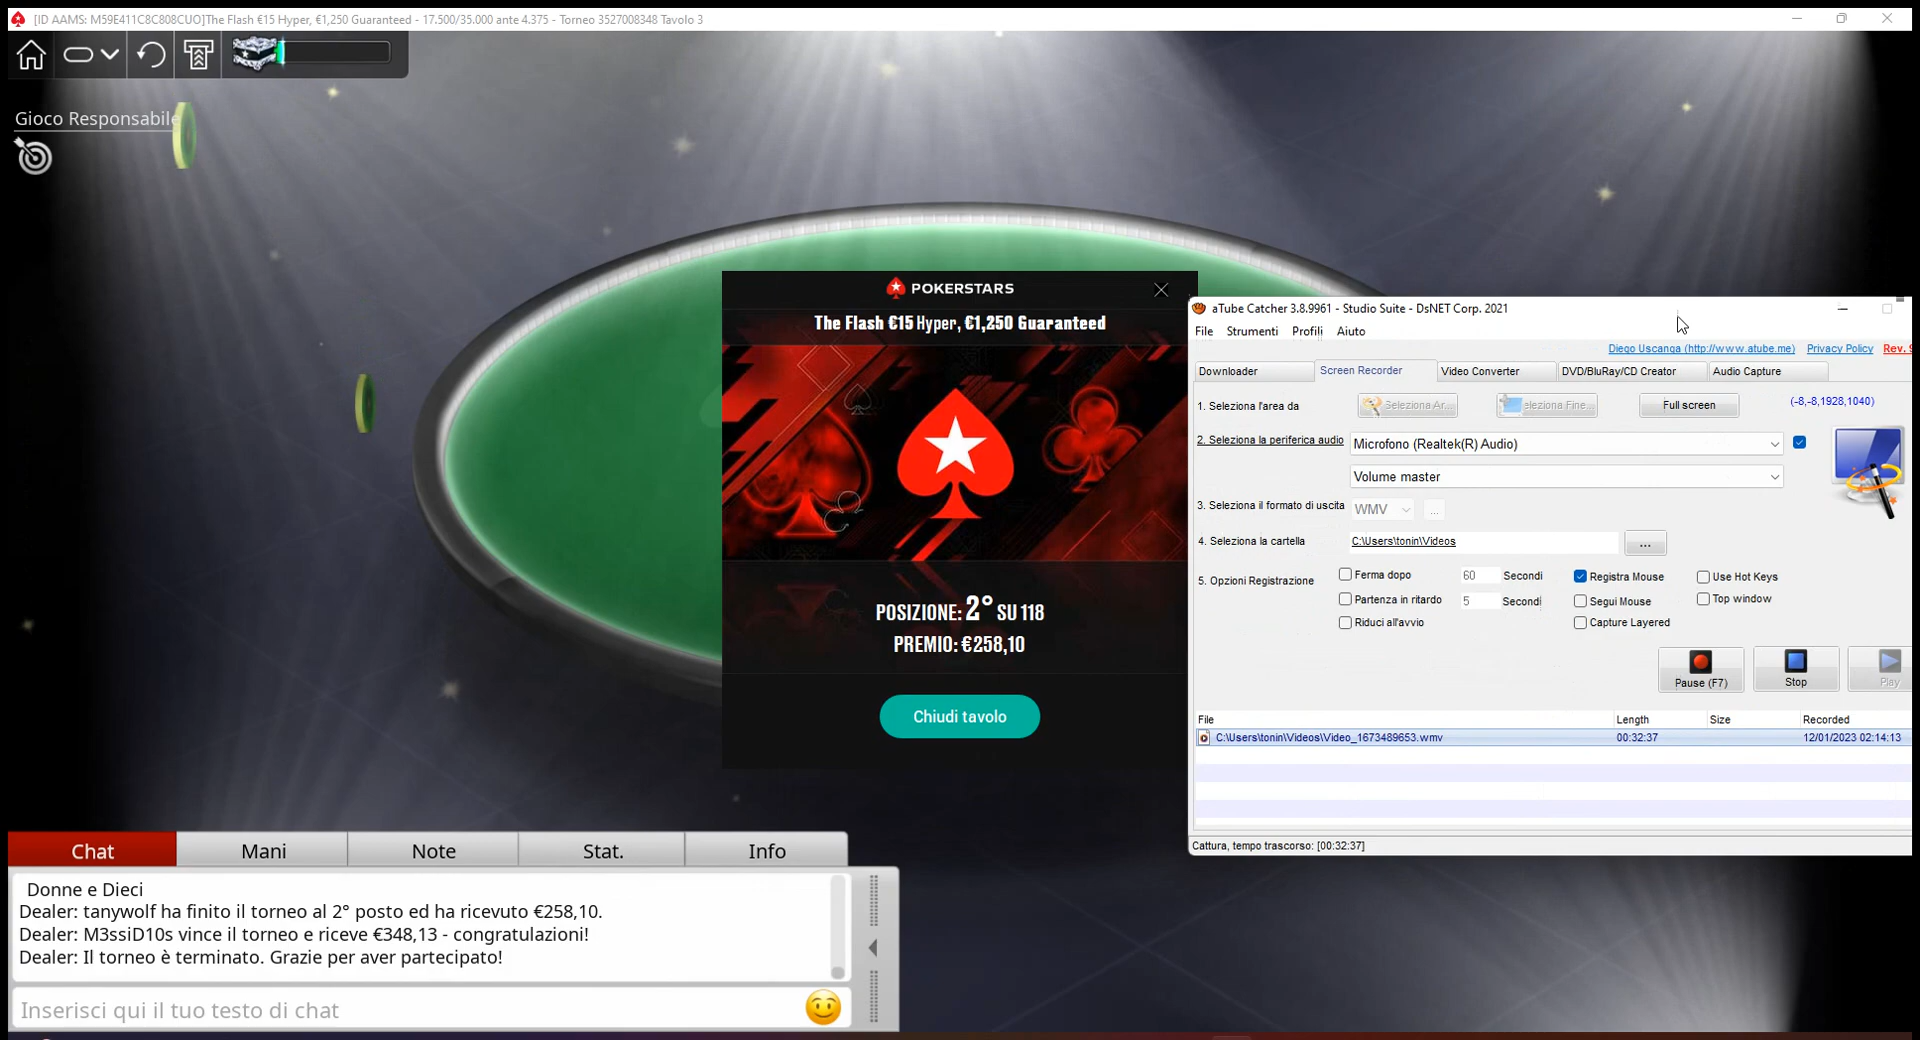 [ID AAMS: M59E411C8C808CUO]The Flash €15 Hyper, €1,250 Guaranteed - 17.500/35.000 ante 4.375 - Torneo 3527008348 Tavolo 3
Gioco Responsabile
POKERSTARS
The Flash €15 Hyper, €1,250 Guaranteed
POSIZIONE: 2° SU 118
PREMIO: €258,10
Chiudi tavolo
aTube Catcher 3.8.9961 - Studio Suite - DsNET Corp. 2021
File Strumenti Profili Aiuto
Diego Uscanga (http://www.atube.me) Privacy Policy Rev.
Downloader Screen Recorder Video Converter DVD/BluRay/CD Creator Audio Capture
1. Seleziona l'area da Seleziona Ar... eleziona Fine... Full screen (-8,-8,1928,1040)
2. Seleziona la periferica audio Microfono (Realtek(R) Audio)
Volume master
3. Seleziona il formato di uscita WMV ...
4. Seleziona la cartella C:\Users\tonin\Videos ...
5. Opzioni Registrazione Ferma dopo 60 Secondi Registra Mouse Use Hot Keys
Partenza in ritardo 5 Secondi Segui Mouse Top window
Riduci all'avvio Capture Layered
Pause (F7) Stop Play
File Length Size Recorded
C:\Users\tonin\Videos\Video_1673489653.wmv 00:32:37 12/01/2023 02:14:13
Cattura, tempo trascorso: [00:32:37]
Chat Mani Note Stat. Info
Donne e Dieci
Dealer: tanywolf ha finito il torneo al 2° posto ed ha ricevuto €258,10.
Dealer: M3ssiD10s vince il torneo e riceve €348,13 - congratulazioni!
Dealer: Il torneo è terminato. Grazie per aver partecipato!
Inserisci qui il tuo testo di chat